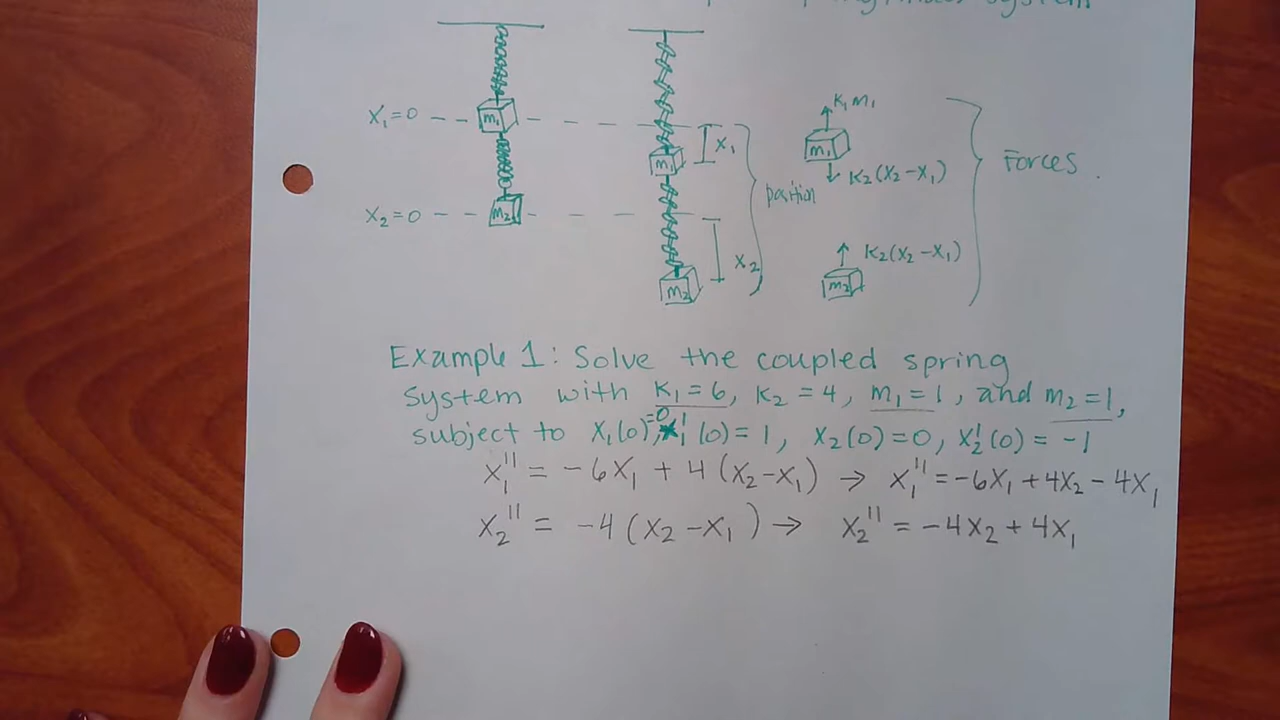 system
x₁=0
m₁
x₂=0
m₂
m₁
x₁
x₂
m₂
position
k₁m₁
m₁
k₂(x₂-x₁)
k₂(x₂-x₁)
m₂
Forces
Example 1: Solve the coupled spring
system with k₁=6, k₂=4, m₁=1, and m₂=1,
subject to x₁(0)=0, x₁'(0)=1, x₂(0)=0, x₂'(0)=-1
x₁''=-6x₁+4(x₂-x₁) → x₁''=-6x₁+4x₂-4x₁
x₂''=-4(x₂-x₁) → x₂''=-4x₂+4x₁